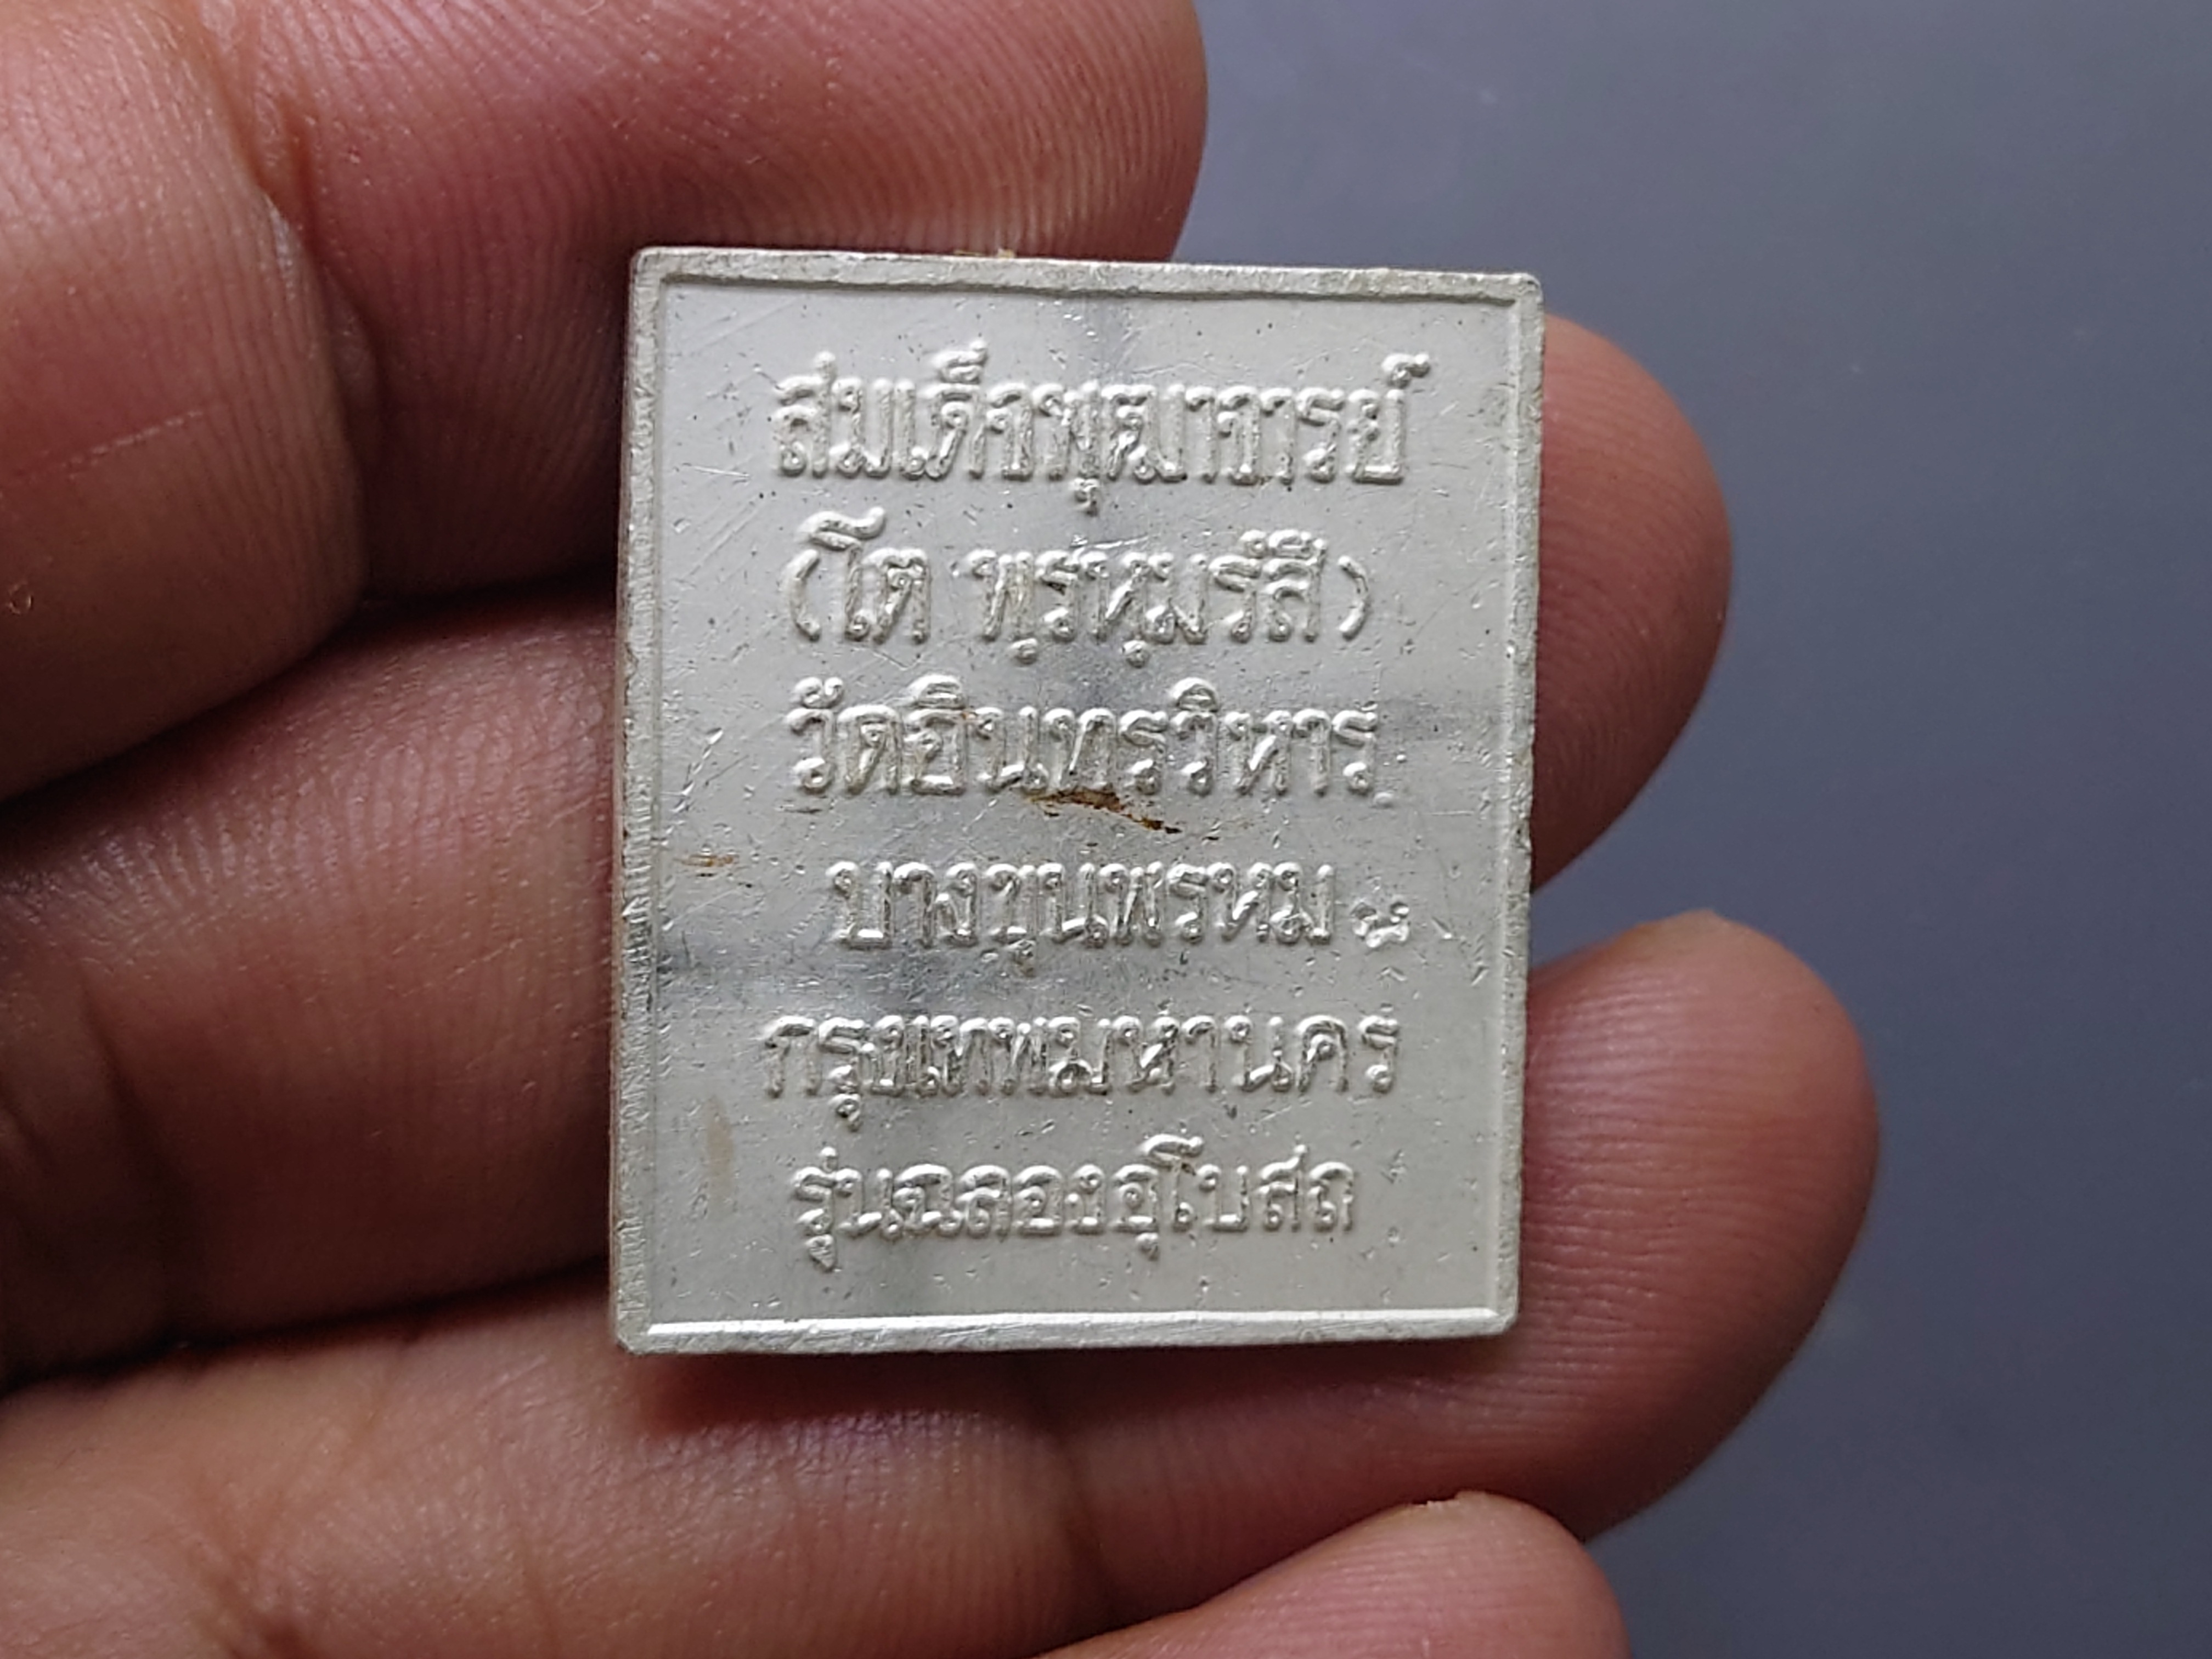 สมเด็จพุฒาจารย์
(โต พฺรหฺมรํสี)
วัดอินทรวิหาร
บางขุนพรหม
กรุงเทพมหานคร
รุ่นฉลองอุโบสถ